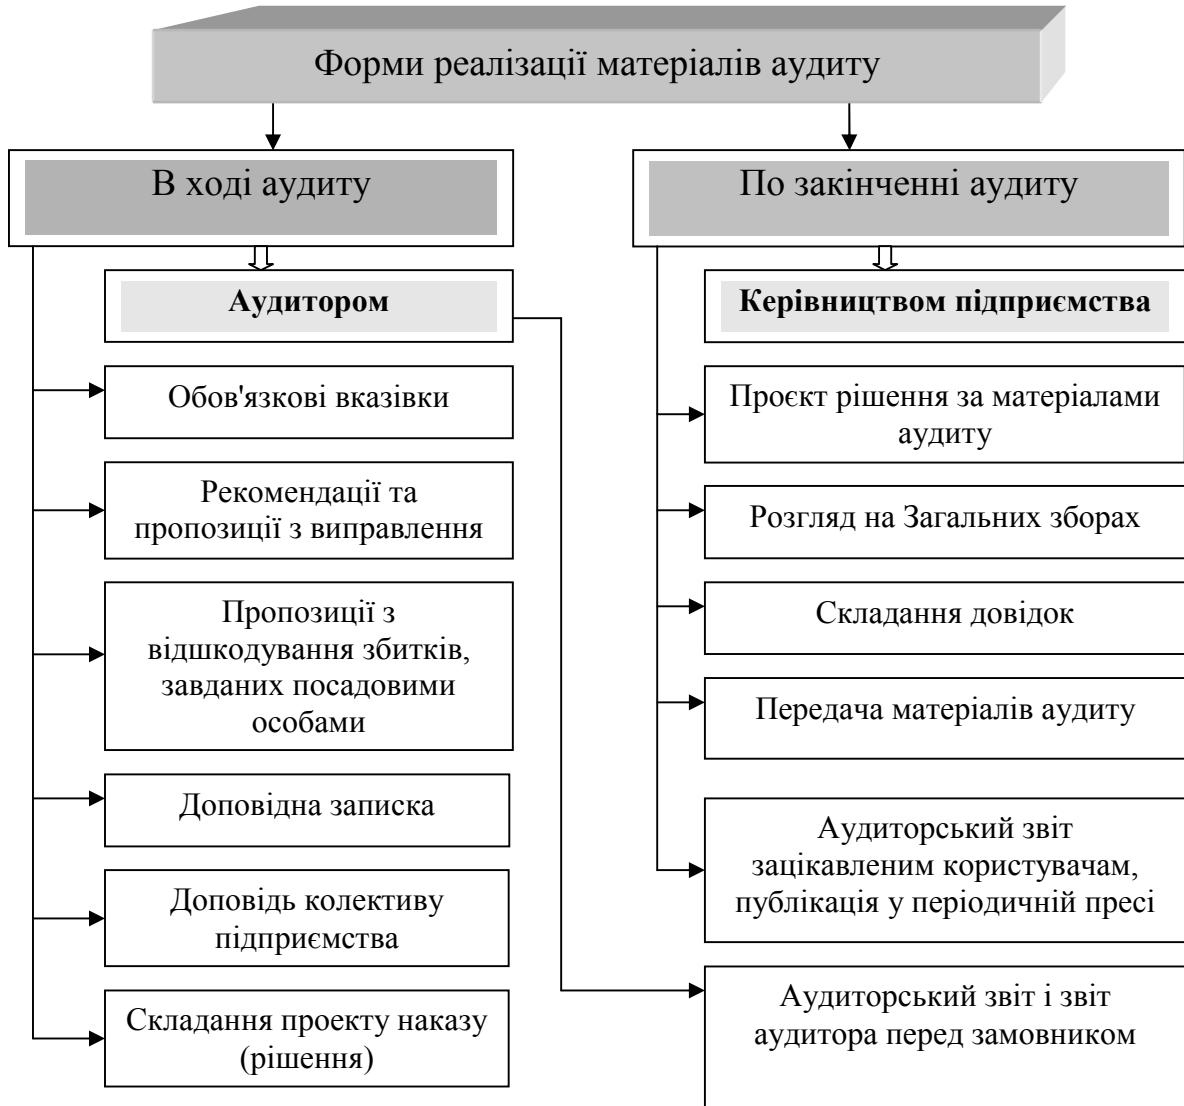 Форми реалізації матеріалів аудиту
В ході аудиту
Аудитором
Обов'язкові вказівки
Рекомендації та
пропозиції з виправлення
Пропозиції з
відшкодування збитків,
завданих посадовими
особами
Доповідна записка
Доповідь колективу
підприємства
Складання проекту наказу
(рішення)
По закінченні аудиту
Керівництвом підприємства
Проєкт рішення за матеріалами
аудиту
Розгляд на Загальних зборах
Складання довідок
Передача матеріалів аудиту
Аудиторський звіт
зацікавленим користувачам,
публікація у періодичній пресі
Аудиторський звіт і звіт
аудитора перед замовником